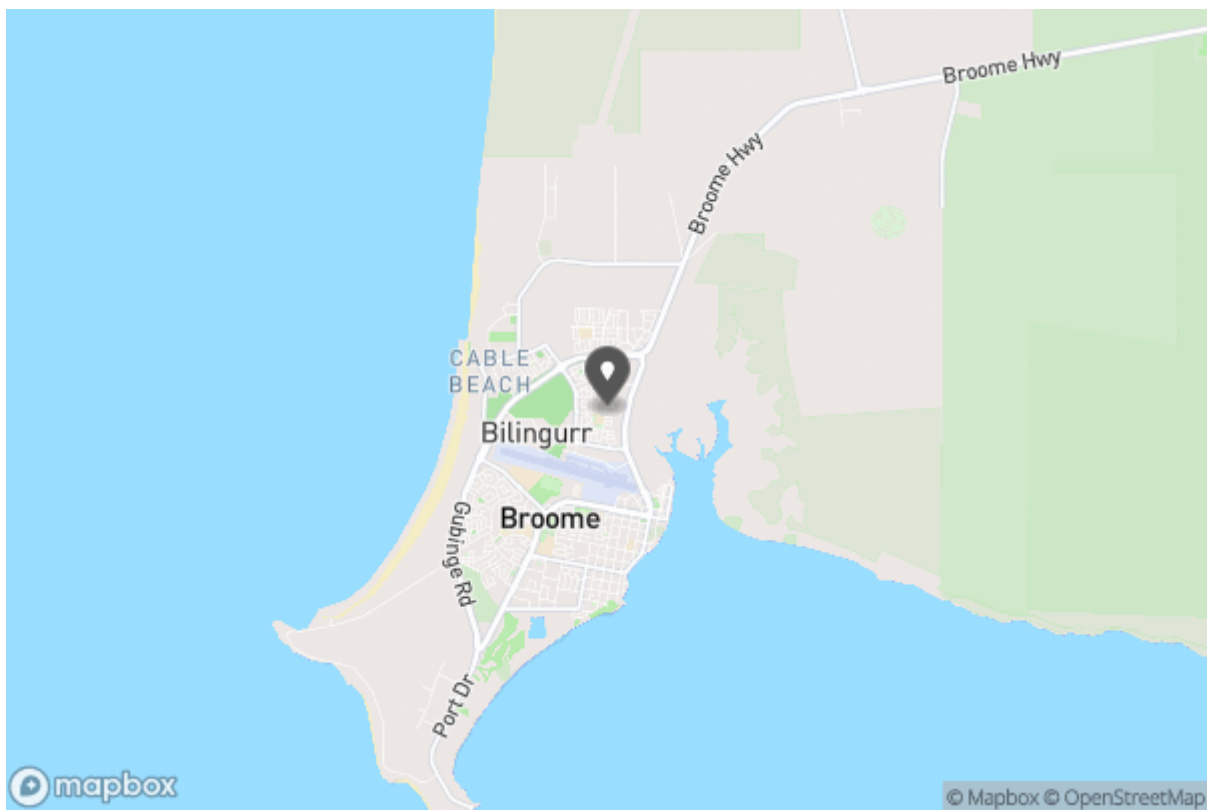 Broome Hwy
Broome Hwy
CABLE
BEACH
Bilingurr
Broome
Gubinge Rd
Port Dr
mapbox
© Mapbox © OpenStreetMap